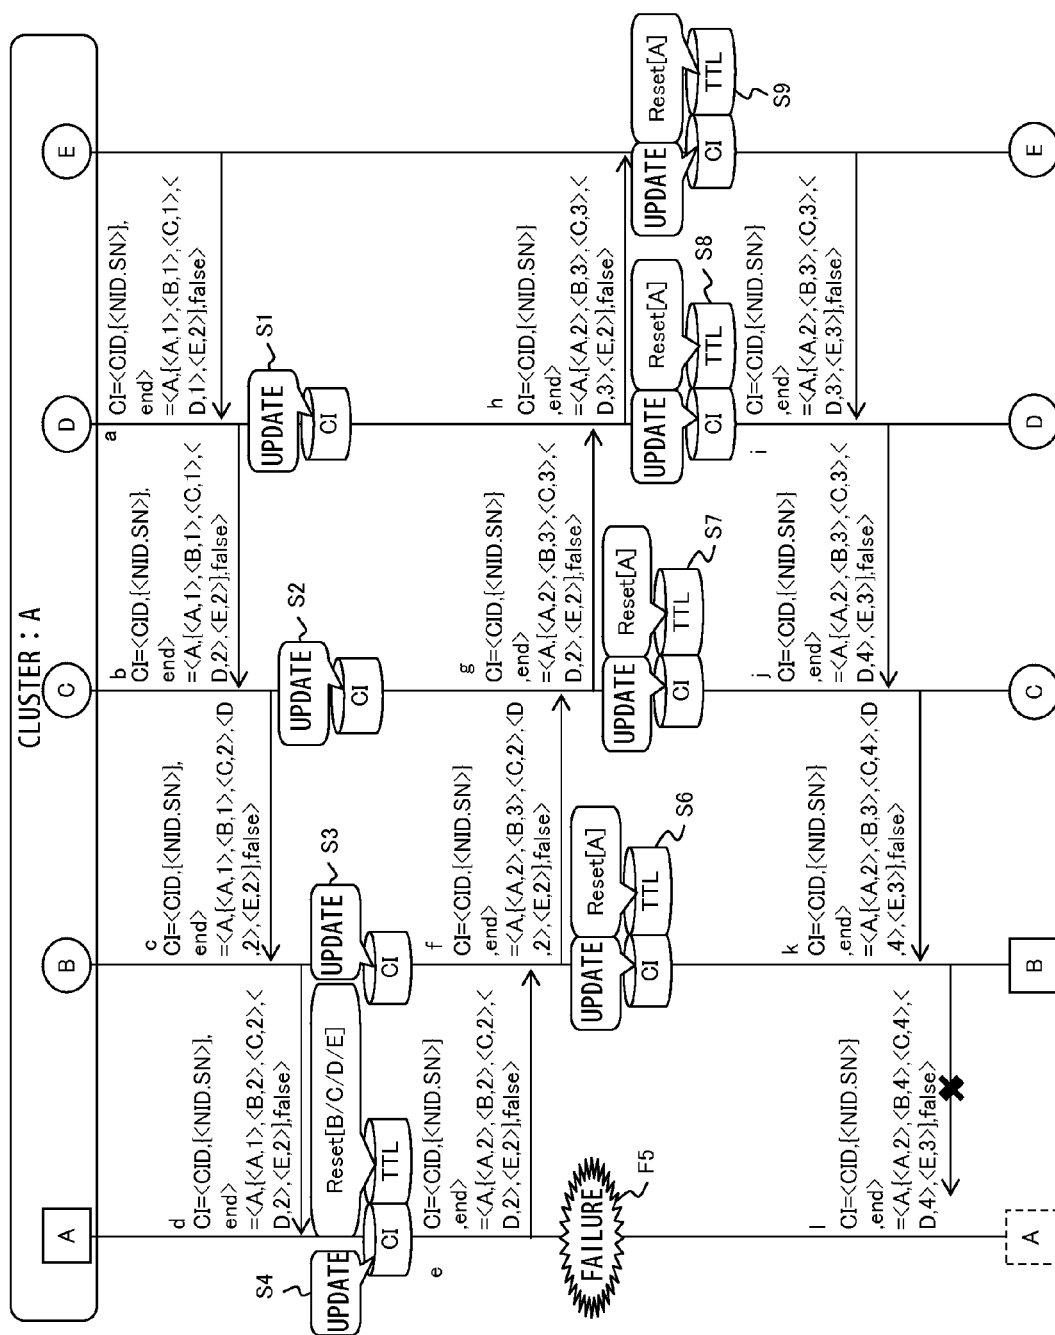 CLUSTER : A
A
B
C
D
E
a
CI=<CID,[<NID.SN>],
end>
=<A,[<A,1>,<B,1>,<C,1>,<
D,1>,<E,2>],false>
UPDATE
CI
S1
b
CI=<CID,[<NID.SN>],
end>
=<A,[<A,1>,<B,1>,<C,1>,<
D,2>,<E,2>],false>
UPDATE
CI
S2
c
CI=<CID,[<NID.SN>],
end>
=<A,[<A,1>,<B,1>,<C,2>,<D
,2>,<E,2>],false>
UPDATE
CI
S3
d
CI=<CID,[<NID.SN>],
end>
=<A,[<A,1>,<B,2>,<C,2>,<
D,2>,<E,2>],false>
S4
UPDATE
Reset[B/C/D/E]
CI
TTL
e
CI=<CID,[<NID.SN>]
,end>
=<A,[<A,2>,<B,2>,<C,2>,<
D,2>,<E,2>],false>
FAILURE
F5
f
CI=<CID,[<NID.SN>]
,end>
=<A,[<A,2>,<B,3>,<C,2>,<D
,2>,<E,2>],false>
UPDATE
Reset[A]
CI
TTL
S6
g
CI=<CID,[<NID.SN>]
,end>
=<A,[<A,2>,<B,3>,<C,3>,<
D,2>,<E,2>],false>
UPDATE
Reset[A]
CI
TTL
S7
h
CI=<CID,[<NID.SN>]
,end>
=<A,[<A,2>,<B,3>,<C,3>,<
D,3>,<E,2>],false>
UPDATE
Reset[A]
CI
TTL
S8
UPDATE
Reset[A]
CI
TTL
S9
i
CI=<CID,[<NID.SN>]
,end>
=<A,[<A,2>,<B,3>,<C,3>,<
D,3>,<E,3>],false>
j
CI=<CID,[<NID.SN>]
,end>
=<A,[<A,2>,<B,3>,<C,3>,<
D,4>,<E,3>],false>
k
CI=<CID,[<NID.SN>]
,end>
=<A,[<A,2>,<B,3>,<C,4>,<D
,4>,<E,3>],false>
l
CI=<CID,[<NID.SN>]
,end>
=<A,[<A,2>,<B,4>,<C,4>,<
D,4>,<E,3>],false>
A
B
C
D
E